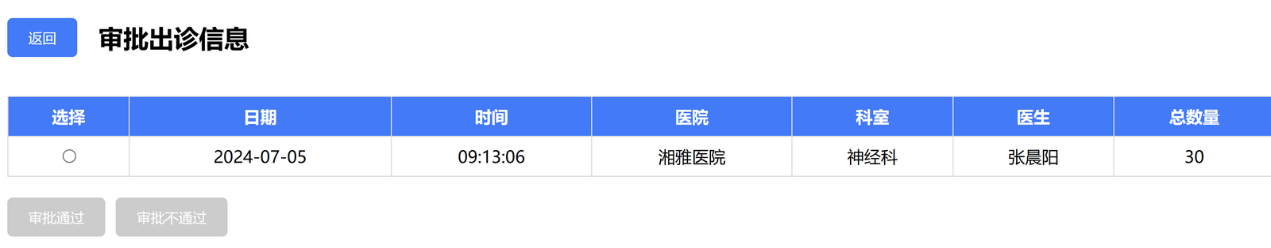 返回 审批出诊信息
选择 日期 时间 医院 科室 医生 总数量
2024-07-05 09:13:06 湘雅医院 神经科 张晨阳 30
审批通过 审批不通过